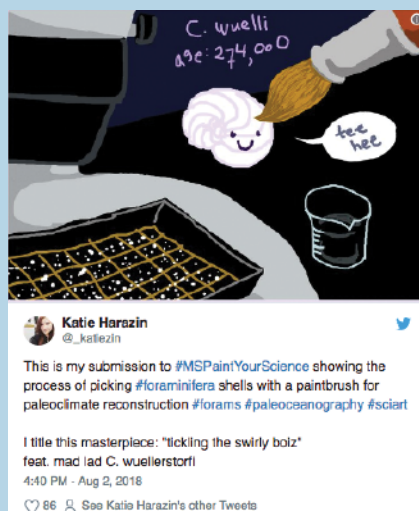 C. wuelli
age: 274,000
tee
hee
Katie Harazin
@_katiezin
This is my submission to #MSPaintYourScience showing the
process of picking #foraminifera shells with a paintbrush for
paleoclimate reconstruction #forams #paleoceanography #sciart
I title this masterpiece: "tickling the swirly boiz"
feat. mad lad C. wuellerstorfi
4:40 PM - Aug 2, 2018
86 See Katie Harazin's other Tweets